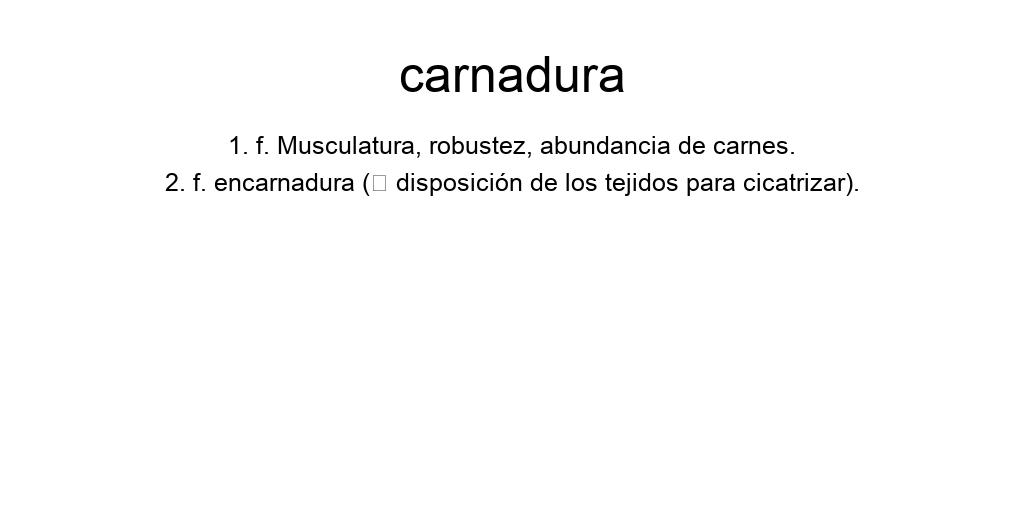 carnadura
1. f. Musculatura, robustez, abundancia de carnes.
2. f. encarnadura (□ disposición de los tejidos para cicatrizar).